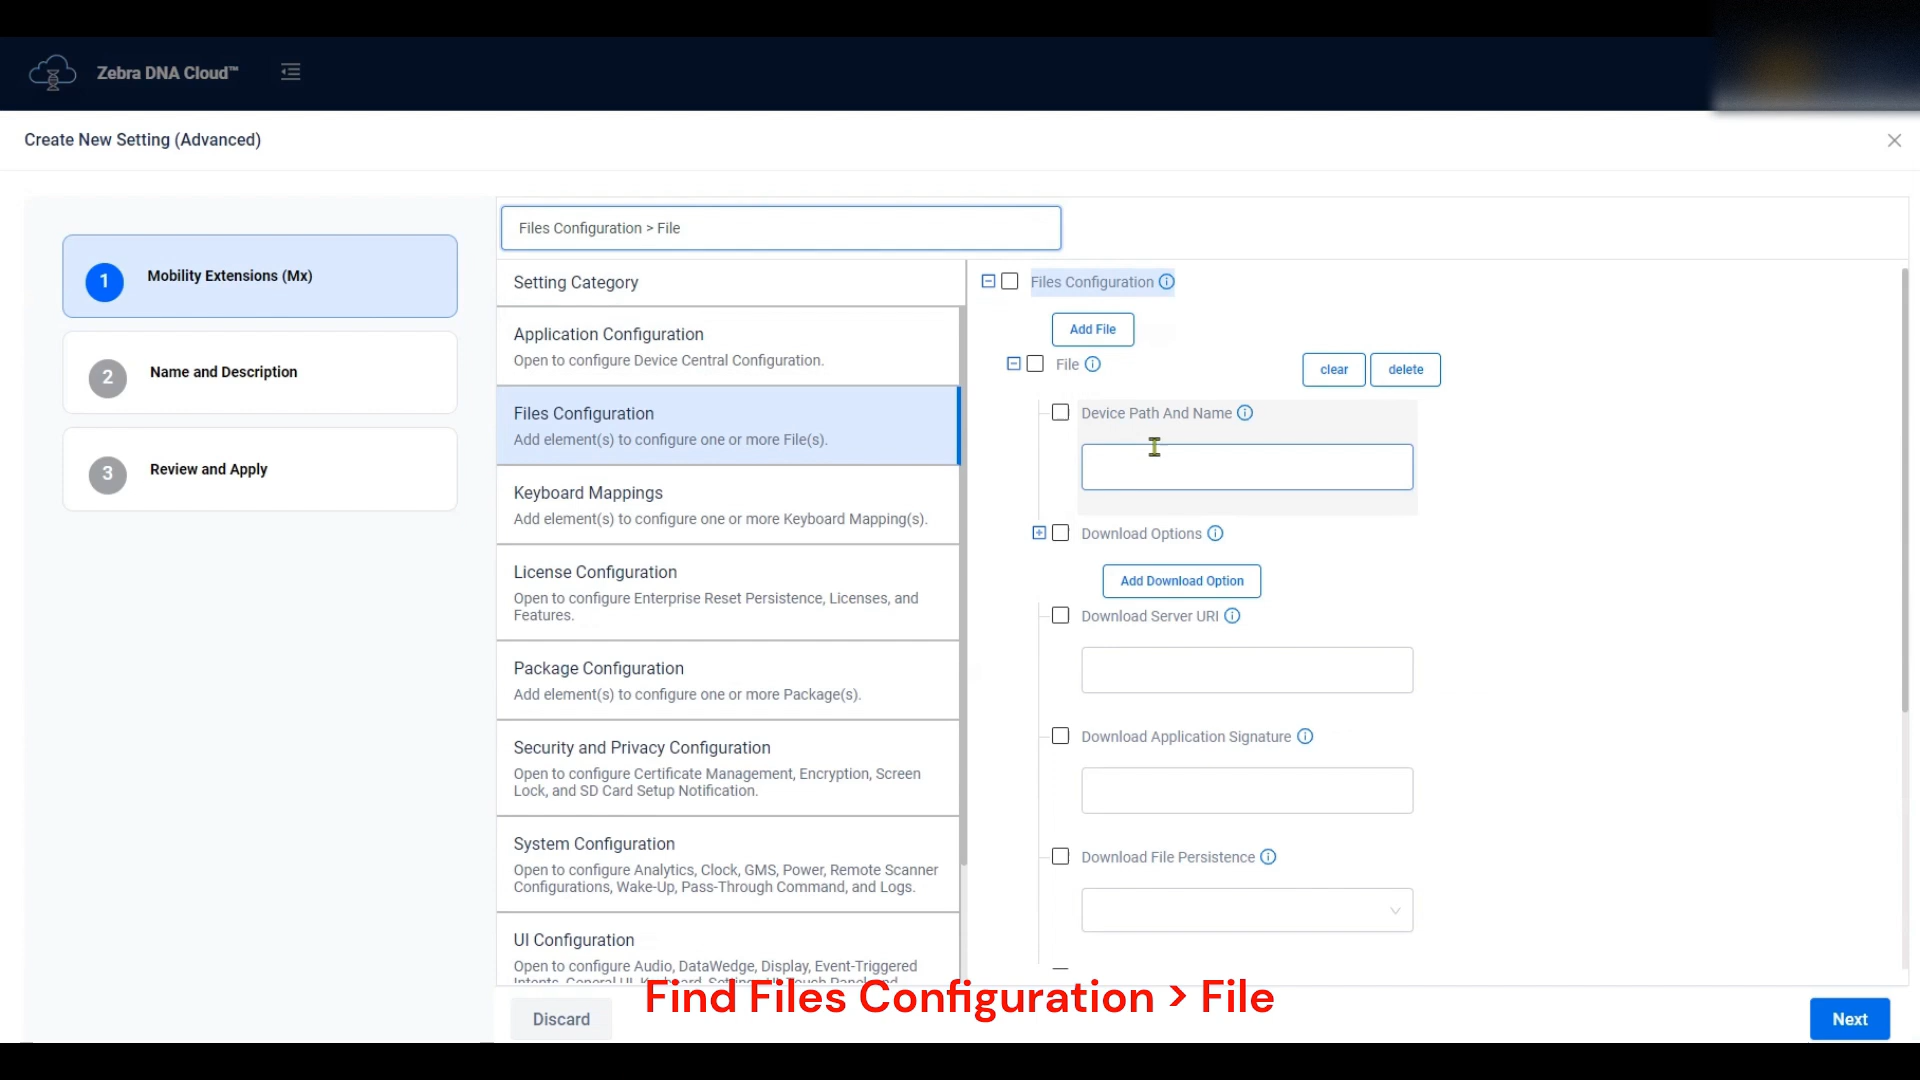 Zebra DNA Cloud™
Create New Setting (Advanced)
1
Mobility Extensions (Mx)
2
Name and Description
3
Review and Apply
Files Configuration > File
Setting Category
Application Configuration
Open to configure Device Central Configuration.
Files Configuration
Add element(s) to configure one or more File(s).
Keyboard Mappings
Add element(s) to configure one or more Keyboard Mapping(s).
License Configuration
Open to configure Enterprise Reset Persistence, Licenses, and
Features.
Package Configuration
Add element(s) to configure one or more Package(s).
Security and Privacy Configuration
Open to configure Certificate Management, Encryption, Screen
Lock, and SD Card Setup Notification.
System Configuration
Open to configure Analytics, Clock, GMS, Power, Remote Scanner
Configurations, Wake-Up, Pass-Through Command, and Logs.
UI Configuration
Open to configure Audio, DataWedge, Display, Event-Triggered
Files Configuration
Add File
File
clear
delete
Device Path And Name
Download Options
Add Download Option
Download Server URI
Download Application Signature
Download File Persistence
Find Files Configuration > File
Discard
Next